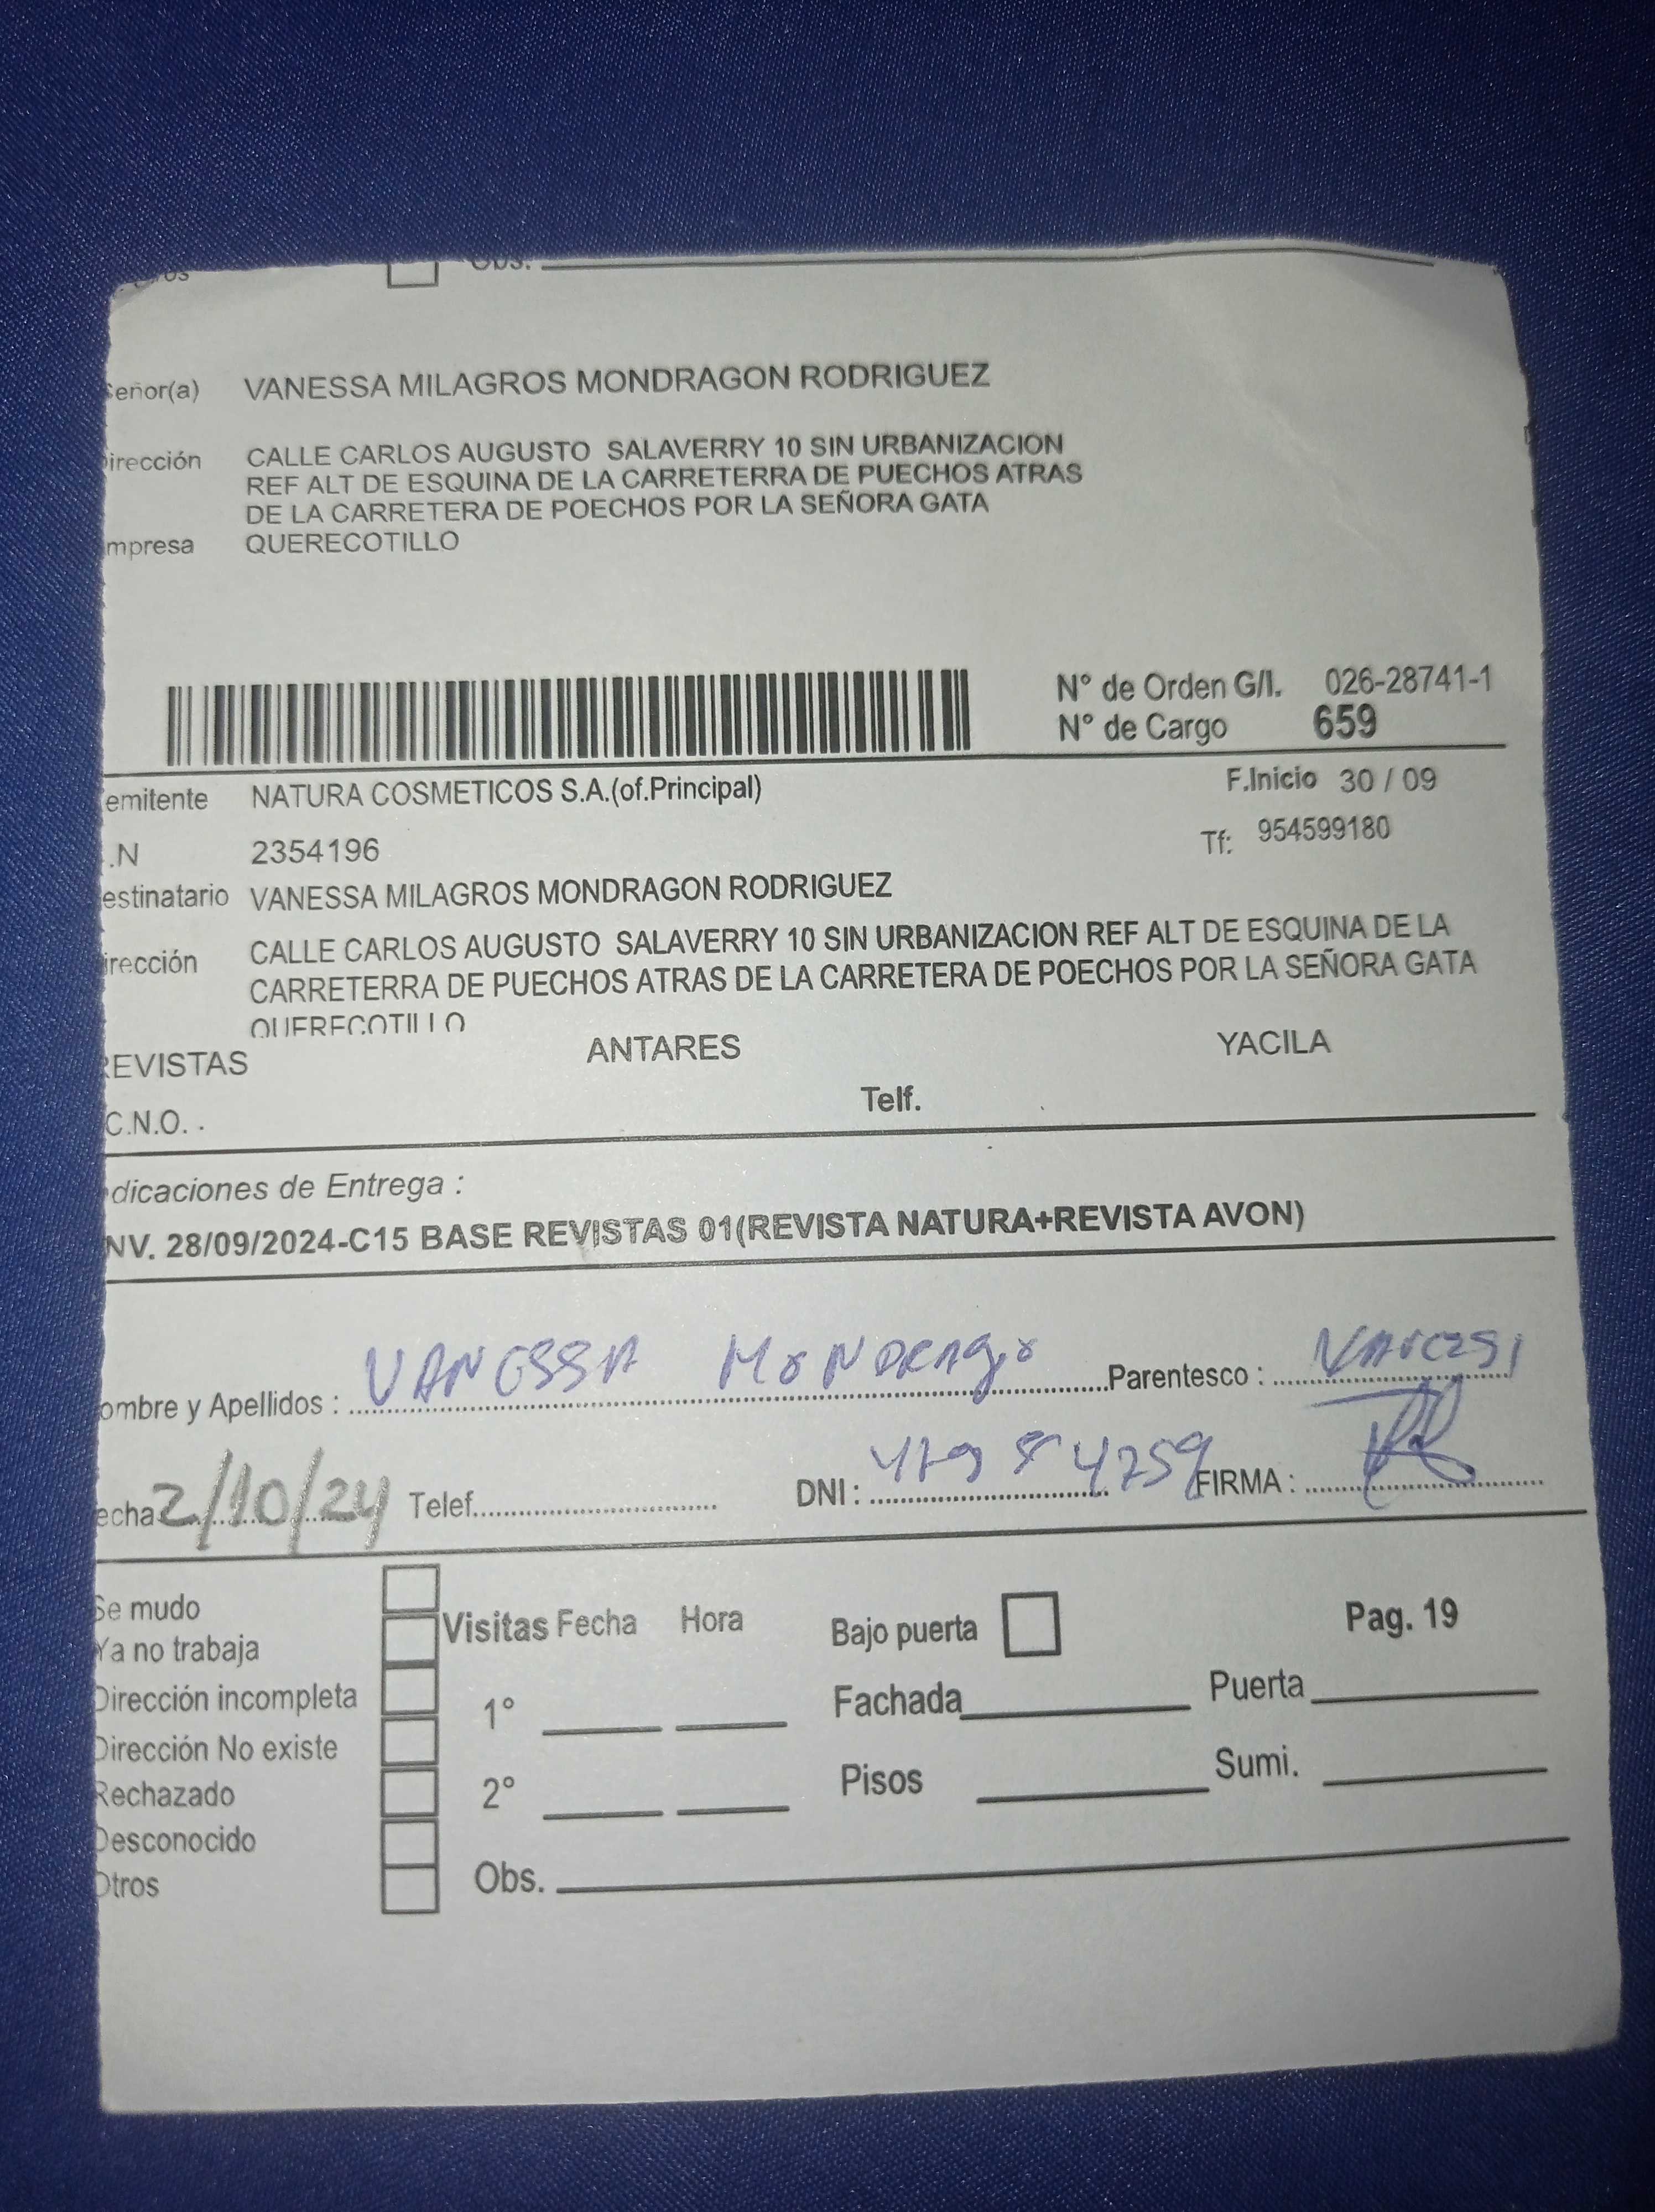 Obs.
eñor(a) VANESSA MILAGROS MONDRAGON RODRIGUEZ
irección CALLE CARLOS AUGUSTO SALAVERRY 10 SIN URBANIZACION
REF ALT DE ESQUINA DE LA CARRETERRA DE PUECHOS ATRAS
DE LA CARRETERA DE POECHOS POR LA SEÑORA GATA
mpresa QUERECOTILLO
N° de Orden G/I. 026-28741-1
N° de Cargo 659
emitente NATURA COSMETICOS S.A.(of.Principal) F.Inicio 30 / 09
.N 2354196 Tf: 954599180
estinatario VANESSA MILAGROS MONDRAGON RODRIGUEZ
irección CALLE CARLOS AUGUSTO SALAVERRY 10 SIN URBANIZACION REF ALT DE ESQUINA DE LA
CARRETERRA DE PUECHOS ATRAS DE LA CARRETERA DE POECHOS POR LA SEÑORA GATA
QUERECOTILLO
REVISTAS ANTARES YACILA
C.N.O. . Telf.
dicaciones de Entrega :
NV. 28/09/2024-C15 BASE REVISTAS 01(REVISTA NATURA+REVISTA AVON)
ombre y Apellidos : VANESSA MONDRAGO Parentesco :
echa 2/10/24 Telef. DNI : FIRMA :
Se mudo
Ya no trabaja Visitas Fecha Hora Bajo puerta Pag. 19
Dirección incompleta 1° Fachada Puerta
Dirección No existe
Rechazado 2° Pisos Sumi.
Desconocido
Otros Obs.